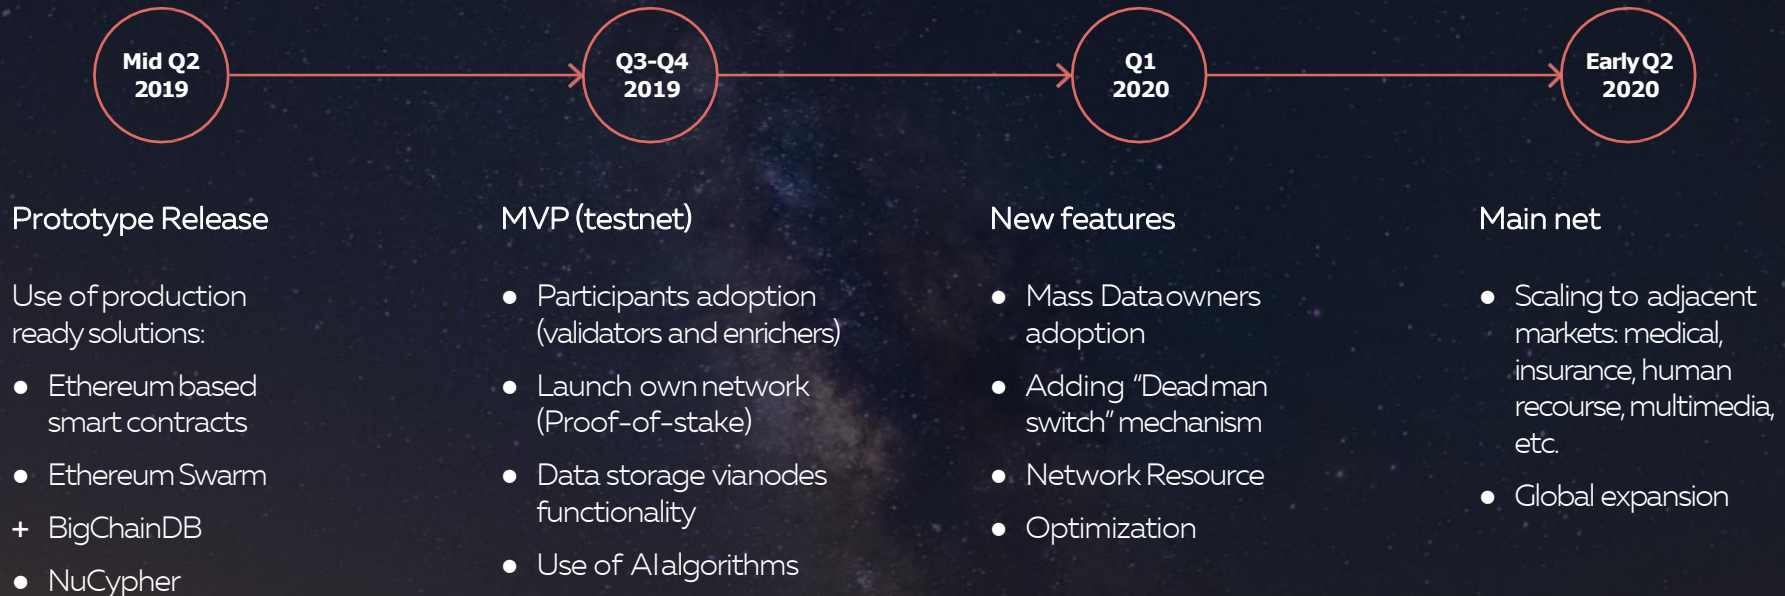 Mid Q2
2019
Q3-Q4
2019
Q1
2020
Early Q2
2020
Prototype Release
Use of production
ready solutions:
● Ethereum based
smart contracts
● Ethereum Swarm
+ BigChainDB
● NuCypher
MVP (testnet)
● Participants adoption
(validators and enrichers)
● Launch own network
(Proof-of-stake)
● Data storage via nodes
functionality
● Use of AI algorithms
New features
● Mass Data owners
adoption
● Adding “Dead man
switch” mechanism
● Network Resource
● Optimization
Main net
● Scaling to adjacent
markets: medical,
insurance, human
recourse, multimedia,
etc.
● Global expansion